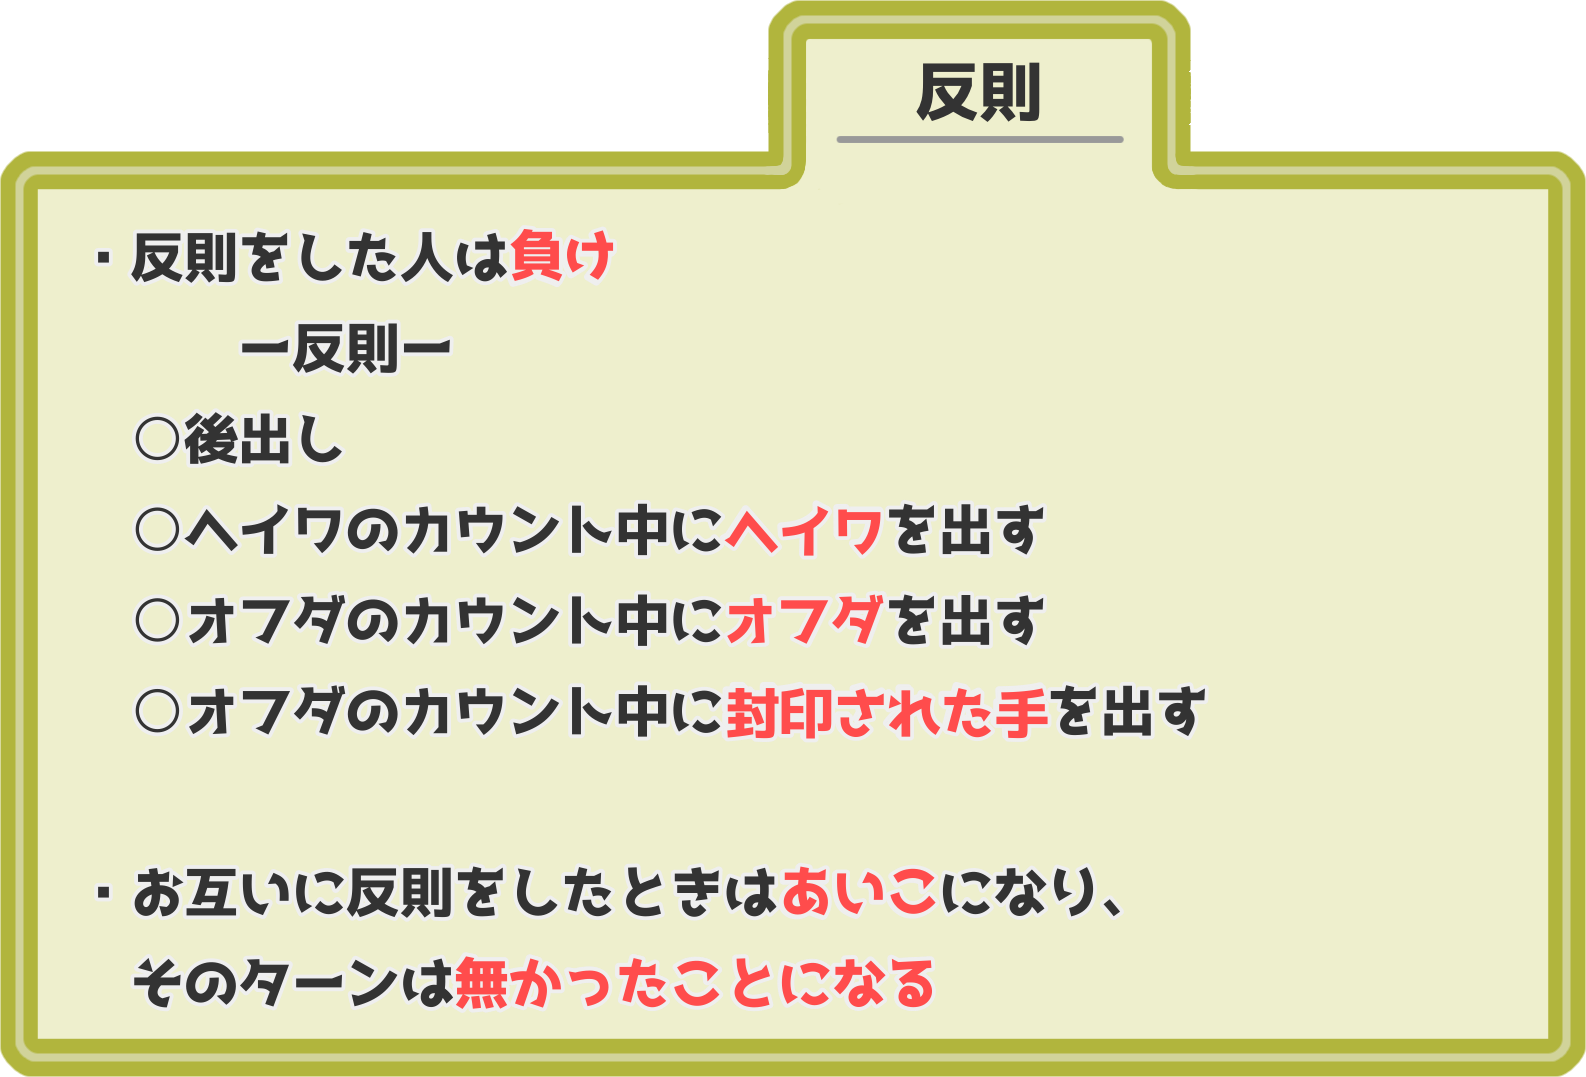 反則
・反則をした人は負け
ー反則ー
○後出し
○ヘイワのカウント中にヘイワを出す
○オフダのカウント中にオフダを出す
○オフダのカウント中に封印された手を出す
・お互いに反則をしたときはあいこになり、
そのターンは無かったことになる